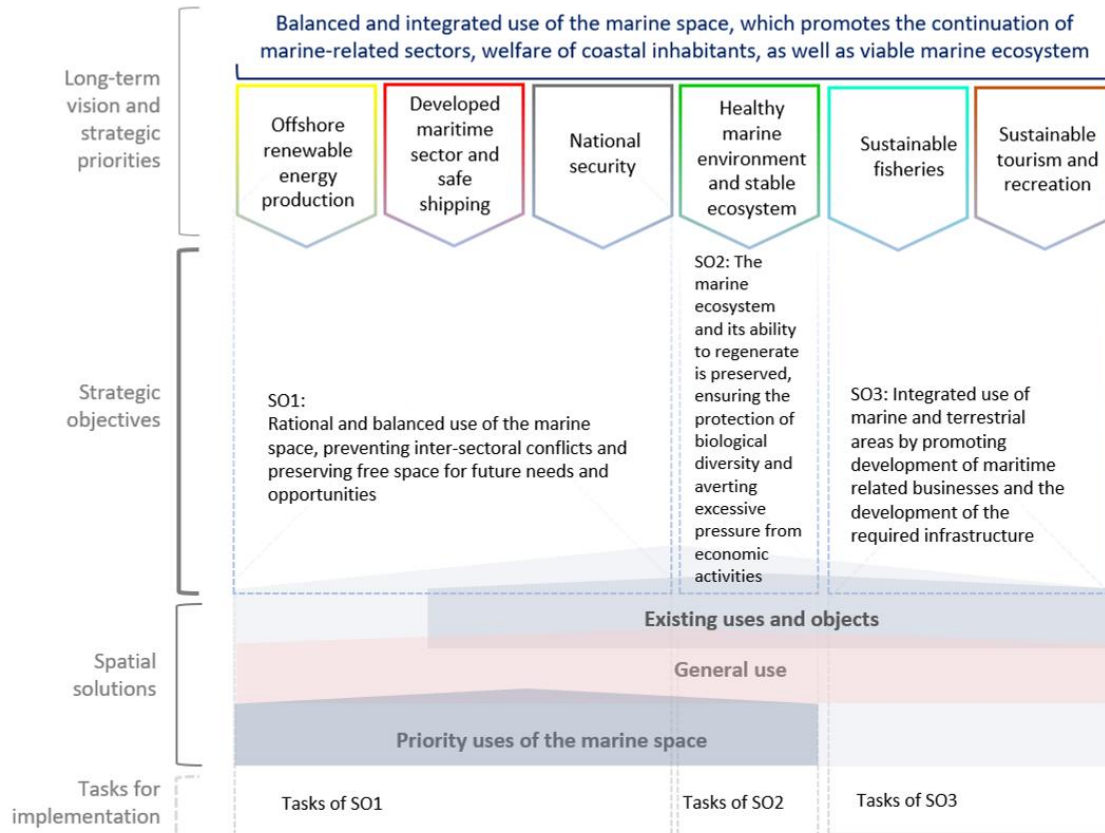 Balanced and integrated use of the marine space, which promotes the continuation of
marine-related sectors, welfare of coastal inhabitants, as well as viable marine ecosystem
Long-term
vision and
strategic
priorities
Offshore
renewable
energy
production
Developed
maritime
sector and
safe
shipping
National
security
Healthy
marine
environment
and stable
ecosystem
Sustainable
fisheries
Sustainable
tourism and
recreation
Strategic
objectives
SO1:
Rational and balanced use of the marine
space, preventing inter-sectoral conflicts and
preserving free space for future needs and
opportunities
SO2: The
marine
ecosystem
and its ability
to regenerate
is preserved,
ensuring the
protection of
biological
diversity and
averting
excessive
pressure from
economic
activities
SO3: Integrated use of
marine and terrestrial
areas by promoting
development of maritime
related businesses and the
development of the
required infrastructure
Spatial
solutions
Existing uses and objects
General use
Priority uses of the marine space
Tasks for
implementation
Tasks of SO1
Tasks of SO2
Tasks of SO3